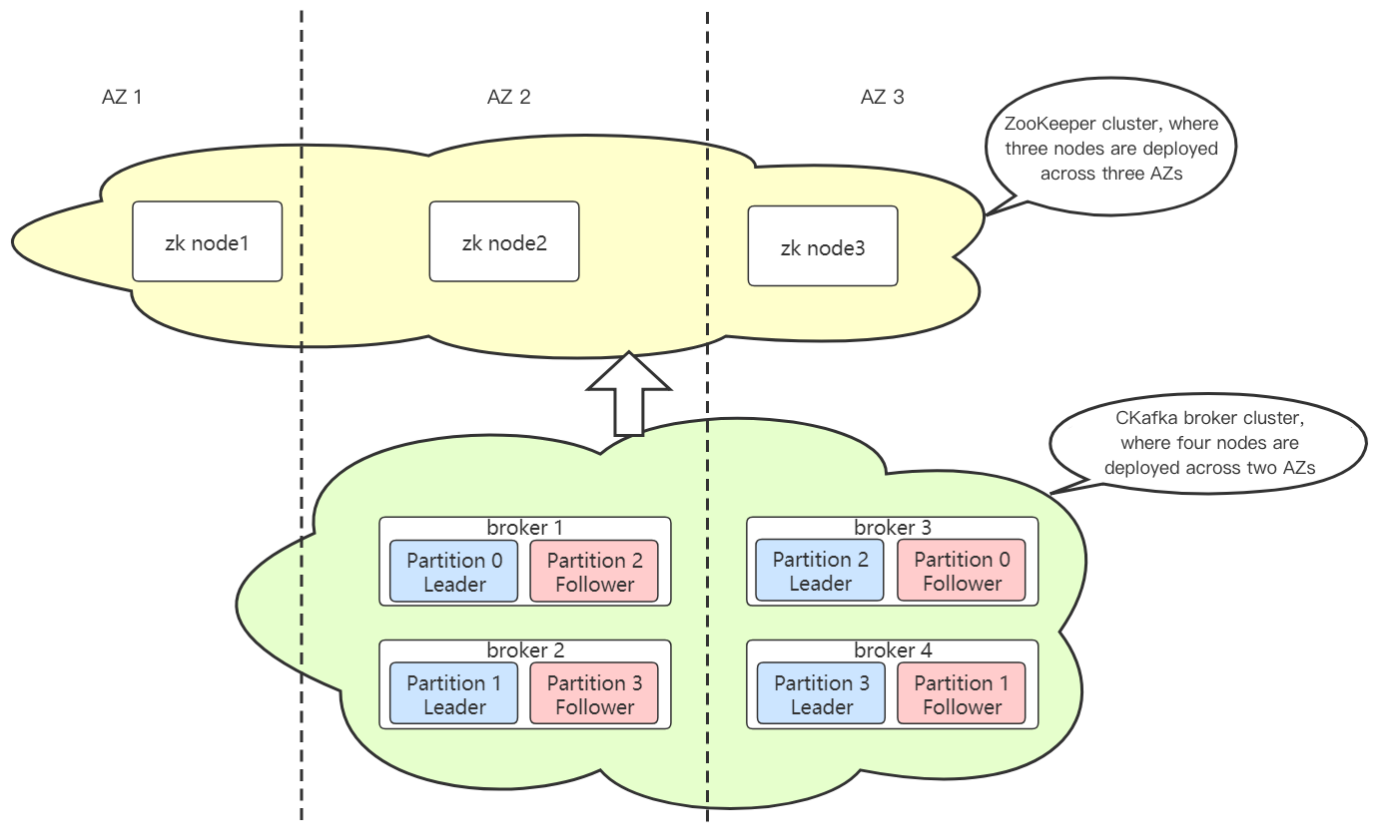 AZ 1
AZ 2
AZ 3
ZooKeeper cluster, where
three nodes are deployed
across three AZs
zk node1
zk node2
zk node3
CKafka broker cluster,
where four nodes are
deployed across two AZs
broker 1
Partition 0
Leader
Partition 2
Follower
broker 3
Partition 2
Leader
Partition 0
Follower
broker 2
Partition 1
Leader
Partition 3
Follower
broker 4
Partition 3
Leader
Partition 1
Follower